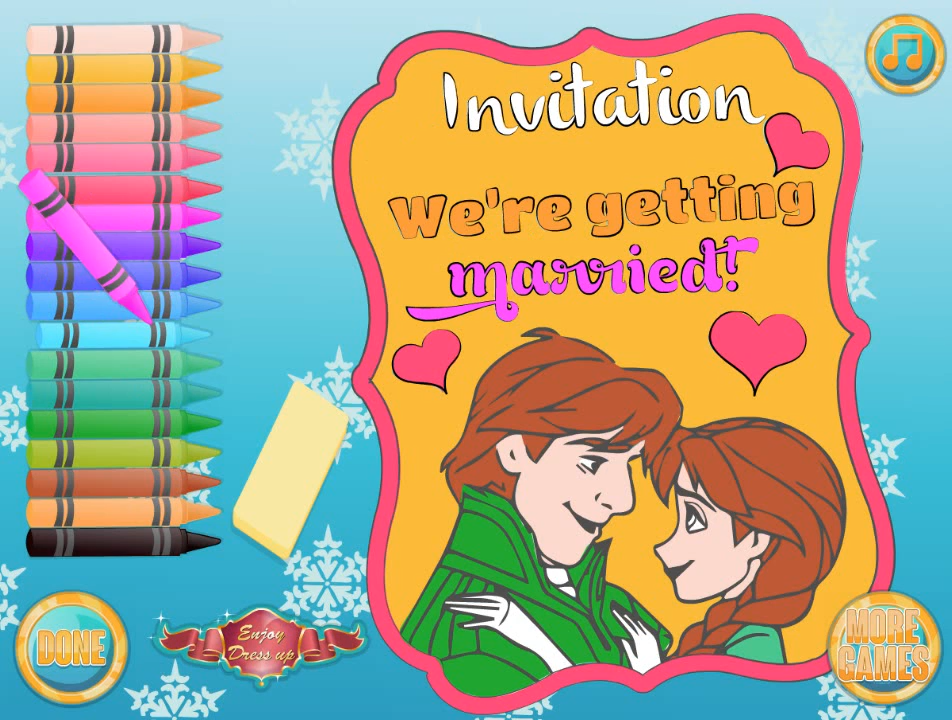 Invitation
We're getting
married!
DONE
Enjoy
Dress up
MORE
GAMES